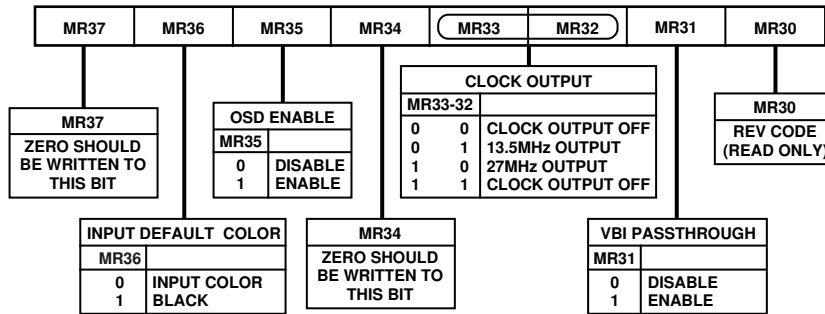 MR37 MR36 MR35 MR34 MR33 MR32 MR31 MR30
MR37
ZERO SHOULD
BE WRITTEN TO
THIS BIT
OSD ENABLE
MR35
0 DISABLE
1 ENABLE
CLOCK OUTPUT
MR33-32
0 0 CLOCK OUTPUT OFF
0 1 13.5MHz OUTPUT
1 0 27MHz OUTPUT
1 1 CLOCK OUTPUT OFF
MR30
REV CODE
(READ ONLY)
INPUT DEFAULT COLOR
MR36
0 INPUT COLOR
1 BLACK
MR34
ZERO SHOULD
BE WRITTEN TO
THIS BIT
VBI PASSTHROUGH
MR31
0 DISABLE
1 ENABLE